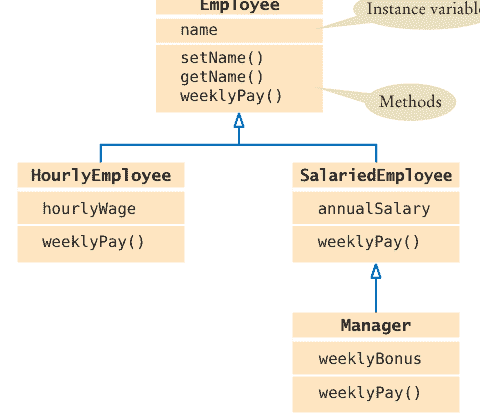 Employee
Instance variable
name
setName()
getName()
weeklyPay()
Methods
HourlyEmployee
hourlyWage
weeklyPay()
SalariedEmployee
annualSalary
weeklyPay()
Manager
weeklyBonus
weeklyPay()